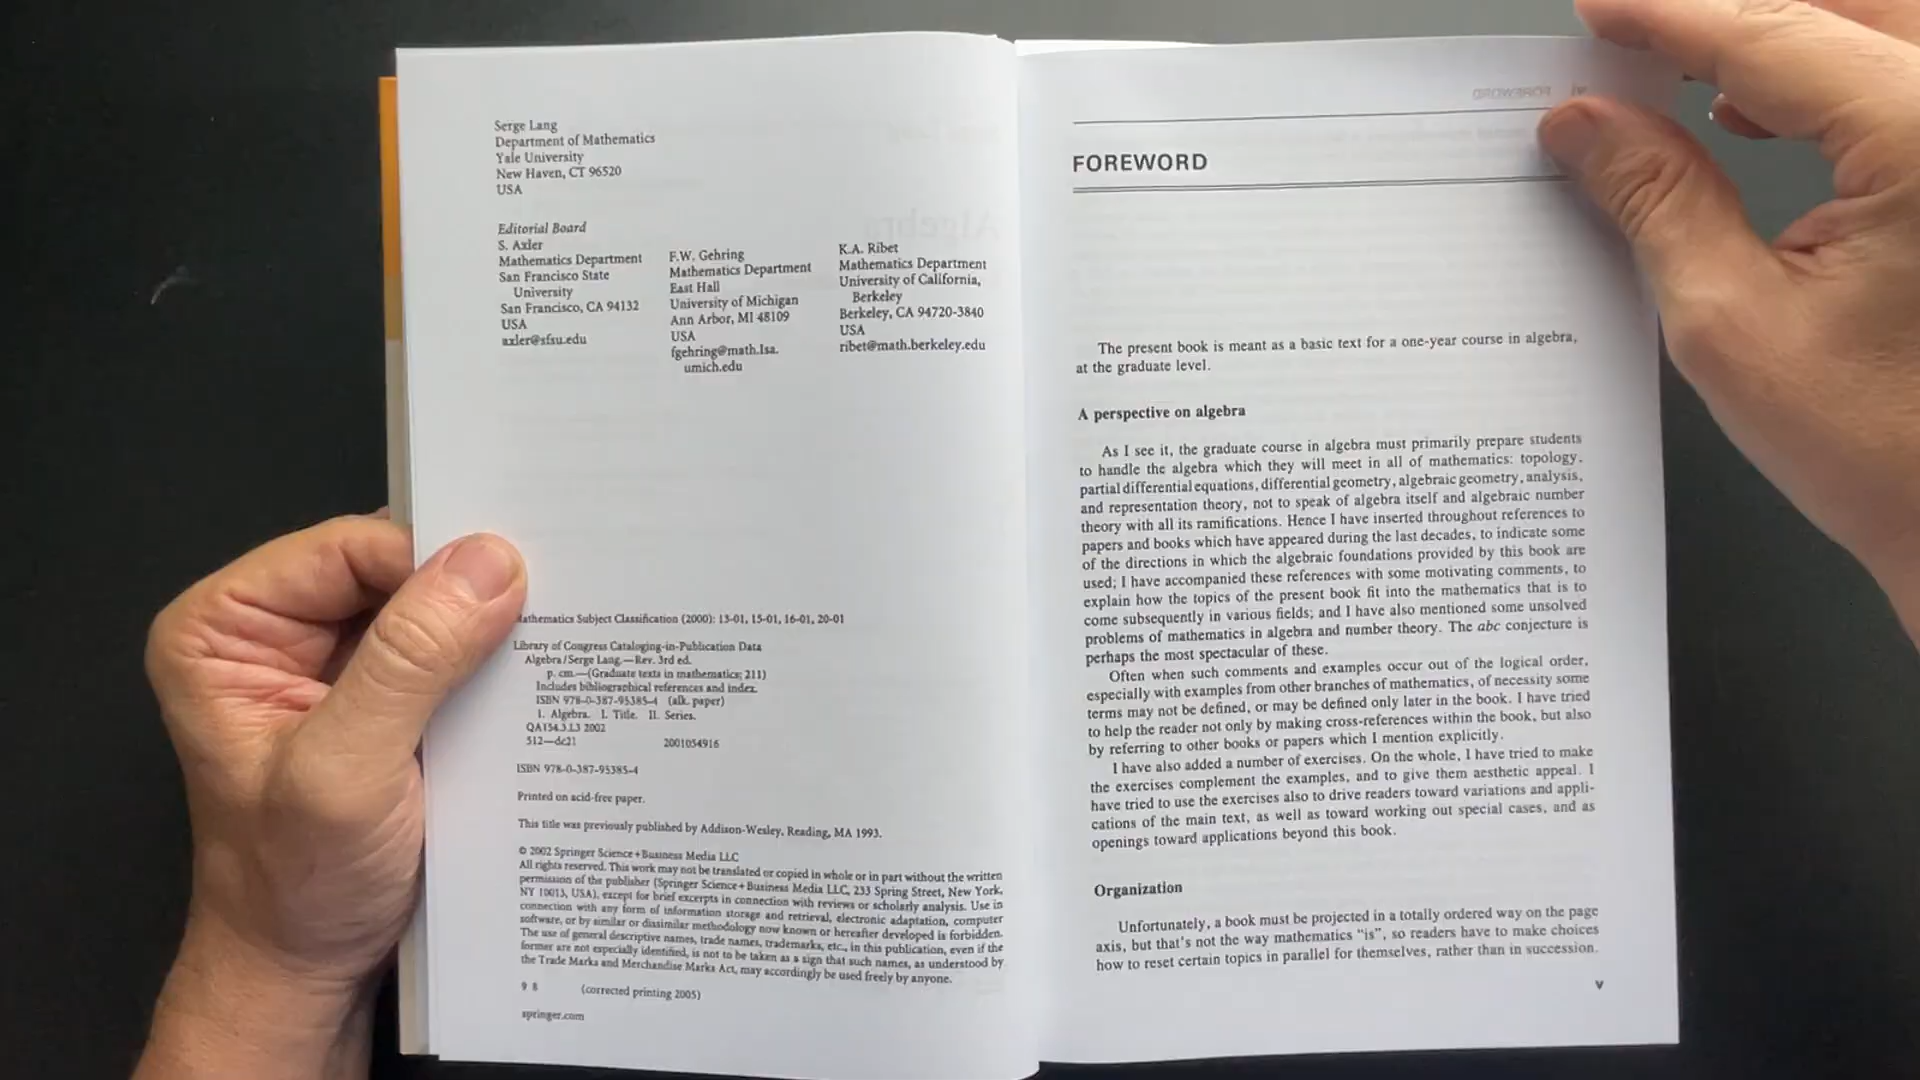 Serge Lang
Department of Mathematics
Yale University
New Haven, CT 96520
USA
Editorial Board
S. Axler
Mathematics Department
San Francisco State
University
San Francisco, CA 94132
USA
axler@sfsu.edu
F.W. Gehring
Mathematics Department
East Hall
University of Michigan
Ann Arbor, MI 48109
USA
fgehring@math.lsa.
umich.edu
K.A. Ribet
Mathematics Department
University of California,
Berkeley
Berkeley, CA 94720-3840
USA
ribet@math.berkeley.edu
Mathematics Subject Classification (2000): 13-01, 15-01, 16-01, 20-01
Library of Congress Cataloging-in-Publication Data
Algebra/Serge Lang.—Rev. 3rd ed.
p. cm.—(Graduate texts in mathematics; 211)
Includes bibliographical references and index.
ISBN 978-0-387-95385-4 (alk. paper)
1. Algebra. I. Title. II. Series.
QA154.3.L3 2002
512—dc21 2001054916
ISBN 978-0-387-95385-4
Printed on acid-free paper.
This title was previously published by Addison-Wesley, Reading, MA 1993.
© 2002 Springer Science+Business Media LLC
All rights reserved. This work may not be translated or copied in whole or in part without the written
permission of the publisher (Springer Science+Business Media LLC, 233 Spring Street, New York,
NY 10013, USA), except for brief excerpts in connection with reviews or scholarly analysis. Use in
connection with any form of information storage and retrieval, electronic adaptation, computer
software, or by similar or dissimilar methodology now known or hereafter developed is forbidden.
The use of general descriptive names, trade names, trademarks, etc., in this publication, even if the
former are not especially identified, is not to be taken as a sign that such names, as understood by
the Trade Marks and Merchandise Marks Act, may accordingly be used freely by anyone.
9 8 (corrected printing 2005)
springer.com
FOREWORD
The present book is meant as a basic text for a one-year course in algebra,
at the graduate level.
A perspective on algebra
As I see it, the graduate course in algebra must primarily prepare students
to handle the algebra which they will meet in all of mathematics: topology,
partial differential equations, differential geometry, algebraic geometry, analysis,
and representation theory, not to speak of algebra itself and algebraic number
theory with all its ramifications. Hence I have inserted throughout references to
papers and books which have appeared during the last decades, to indicate some
of the directions in which the algebraic foundations provided by this book are
used; I have accompanied these references with some motivating comments, to
explain how the topics of the present book fit into the mathematics that is to
come subsequently in various fields; and I have also mentioned some unsolved
problems of mathematics in algebra and number theory. The abc conjecture is
perhaps the most spectacular of these.
Often when such comments and examples occur out of the logical order,
especially with examples from other branches of mathematics, of necessity some
terms may not be defined, or may be defined only later in the book. I have tried
to help the reader not only by making cross-references within the book, but also
by referring to other books or papers which I mention explicitly.
I have also added a number of exercises. On the whole, I have tried to make
the exercises complement the examples, and to give them aesthetic appeal. I
have tried to use the exercises also to drive readers toward variations and appli-
cations of the main text, as well as toward working out special cases, and as
openings toward applications beyond this book.
Organization
Unfortunately, a book must be projected in a totally ordered way on the page
axis, but that's not the way mathematics "is", so readers have to make choices
how to reset certain topics in parallel for themselves, rather than in succession.
v